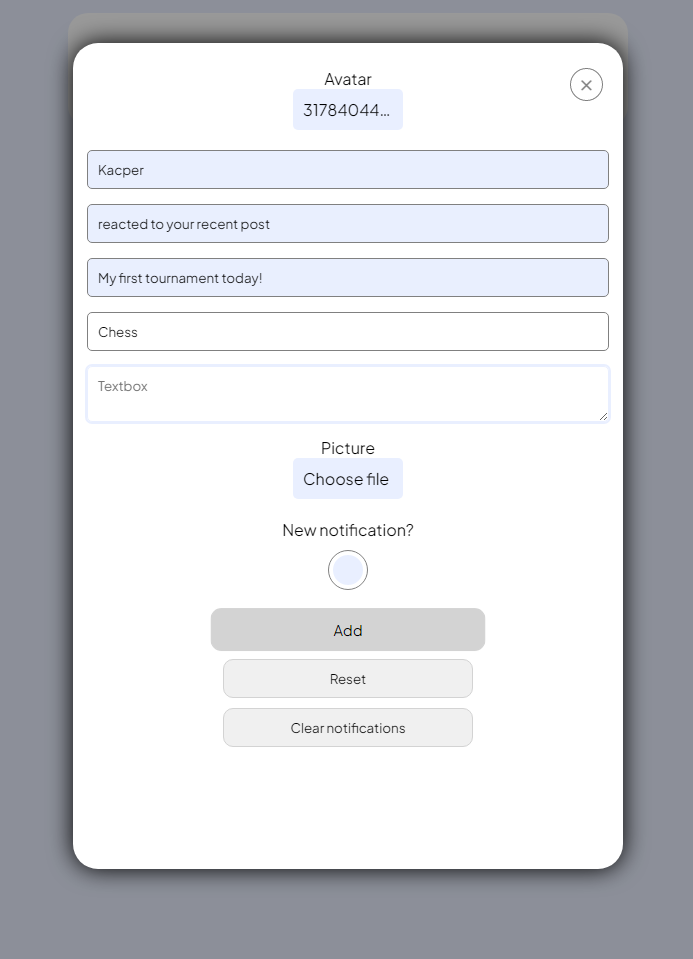 Avatar
31784044...
Kacper
reacted to your recent post
My first tournament today!
Chess
Textbox
Picture
Choose file
New notification?
Add
Reset
Clear notifications